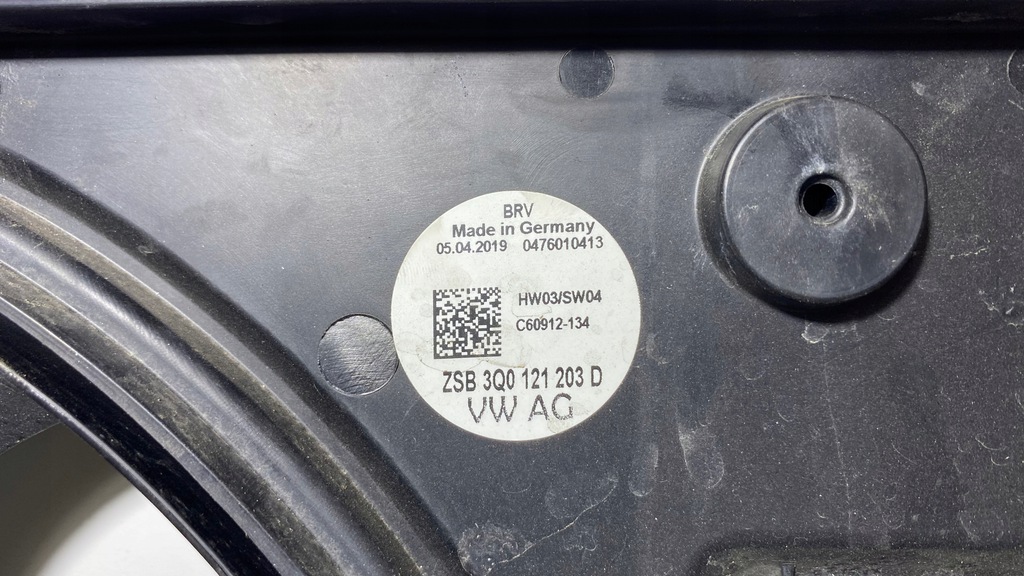 BRV
Made in Germany
05.04.2019 0476010413
HW03/SW04
C60912-134
ZSB 3Q0 121 203 D
VW AG